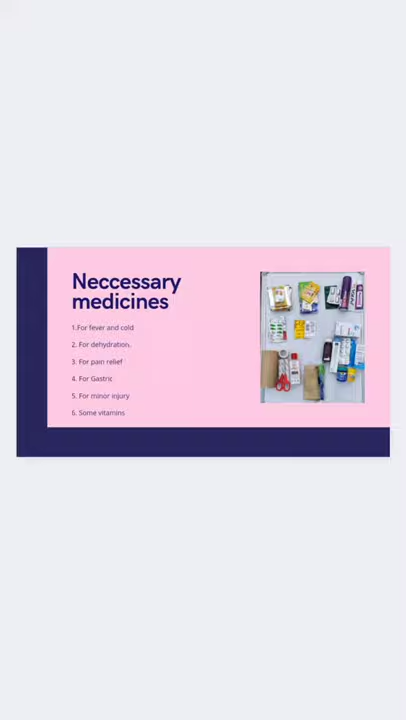 Neccessary
medicines
1.For fever and cold
2. For dehydration.
3. For pain relief
4. For Gastric
5. For minor injury
6. Some vitamins